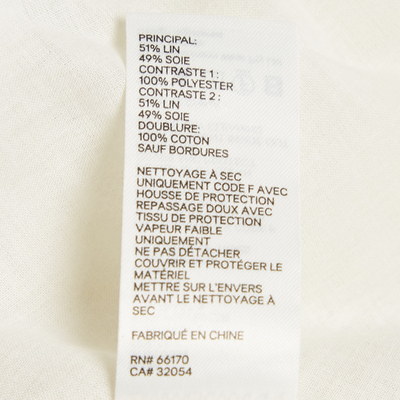 PRINCIPAL:
51% LIN
49% SOIE
CONTRASTE 1 :
100% POLYESTER
CONTRASTE 2 :
51% LIN
49% SOIE
DOUBLURE:
100% COTON
SAUF BORDURES
NETTOYAGE À SEC
UNIQUEMENT CODE F AVEC
HOUSSE DE PROTECTION
REPASSAGE DOUX AVEC
TISSU DE PROTECTION
VAPEUR FAIBLE
UNIQUEMENT
NE PAS DÉTACHER
COUVRIR ET PROTÉGER LE
MATÉRIEL
METTRE SUR L'ENVERS
AVANT LE NETTOYAGE À
SEC
FABRIQUÉ EN CHINE
RN# 66170
CA# 32054